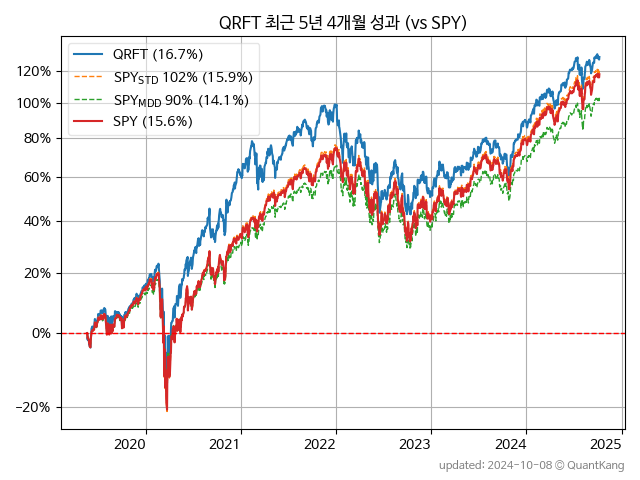 QRFT 최근 5년 4개월 성과 (vs SPY)
QRFT (16.7%)
SPY_STD 102% (15.9%)
SPY_MDD 90% (14.1%)
SPY (15.6%)
120%
100%
80%
60%
40%
20%
0%
−20%
2020 2021 2022 2023 2024 2025
updated: 2024-10-08 © QuantKang